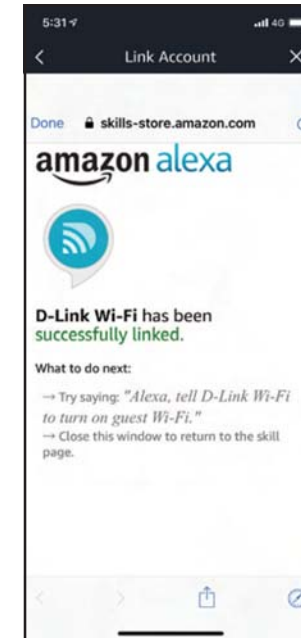 5:31 4G
Link Account
Done skills-store.amazon.com
amazon alexa
D-Link Wi-Fi has been
successfully linked.
What to do next:
→ Try saying: "Alexa, tell D-Link Wi-Fi
to turn on guest Wi-Fi."
→ Close this window to return to the skill
page.